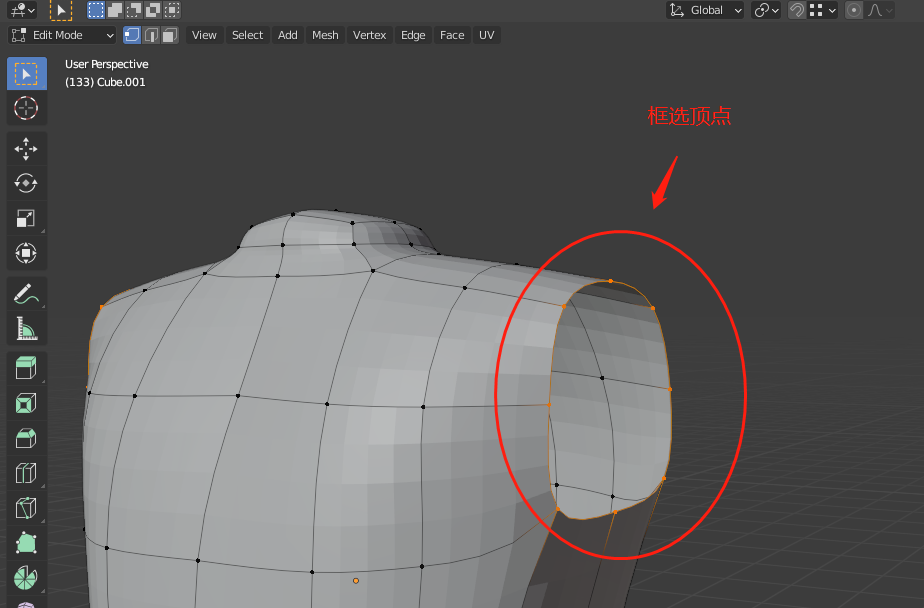 Global
Edit Mode
View
Select
Add
Mesh
Vertex
Edge
Face
UV
User Perspective
(133) Cube.001
框选顶点